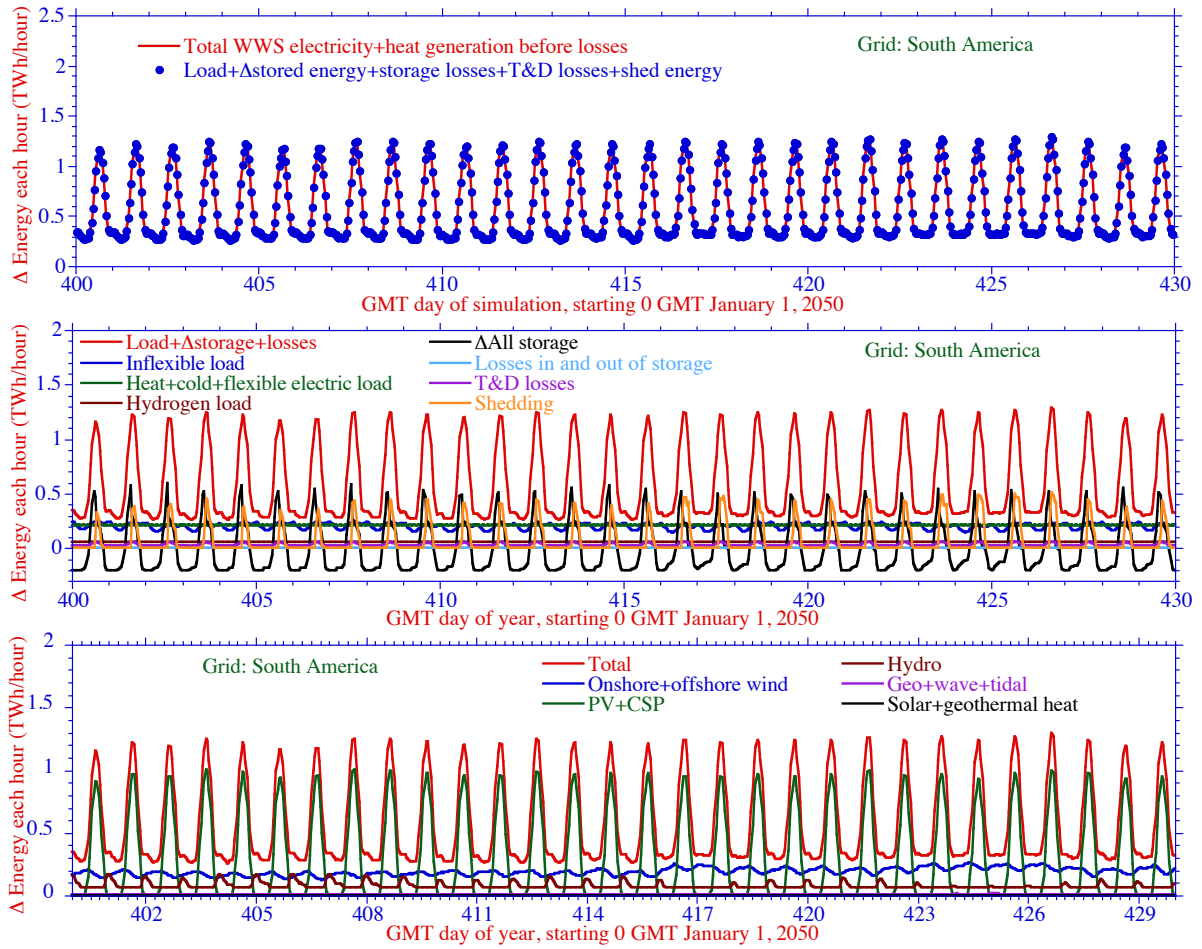 Δ Energy each hour (TWh/hour)
2.5
2
1.5
1
0.5
0
Total WWS electricity+heat generation before losses
Load+Δstored energy+storage losses+T&D losses+shed energy
Grid: South America
400 405 410 415 420 425 430
GMT day of simulation, starting 0 GMT January 1, 2050
Δ Energy each hour (TWh/hour)
2
1.5
1
0.5
0
Load+Δstorage+losses
Inflexible load
Heat+cold+flexible electric load
Hydrogen load
ΔAll storage
Losses in and out of storage
T&D losses
Shedding
Grid: South America
400 405 410 415 420 425 430
GMT day of year, starting 0 GMT January 1, 2050
Δ Energy each hour (TWh/hour)
2
1.5
1
0.5
0
Grid: South America
Total
Onshore+offshore wind
PV+CSP
Hydro
Geo+wave+tidal
Solar+geothermal heat
402 405 408 411 414 417 420 423 426 429
GMT day of year, starting 0 GMT January 1, 2050